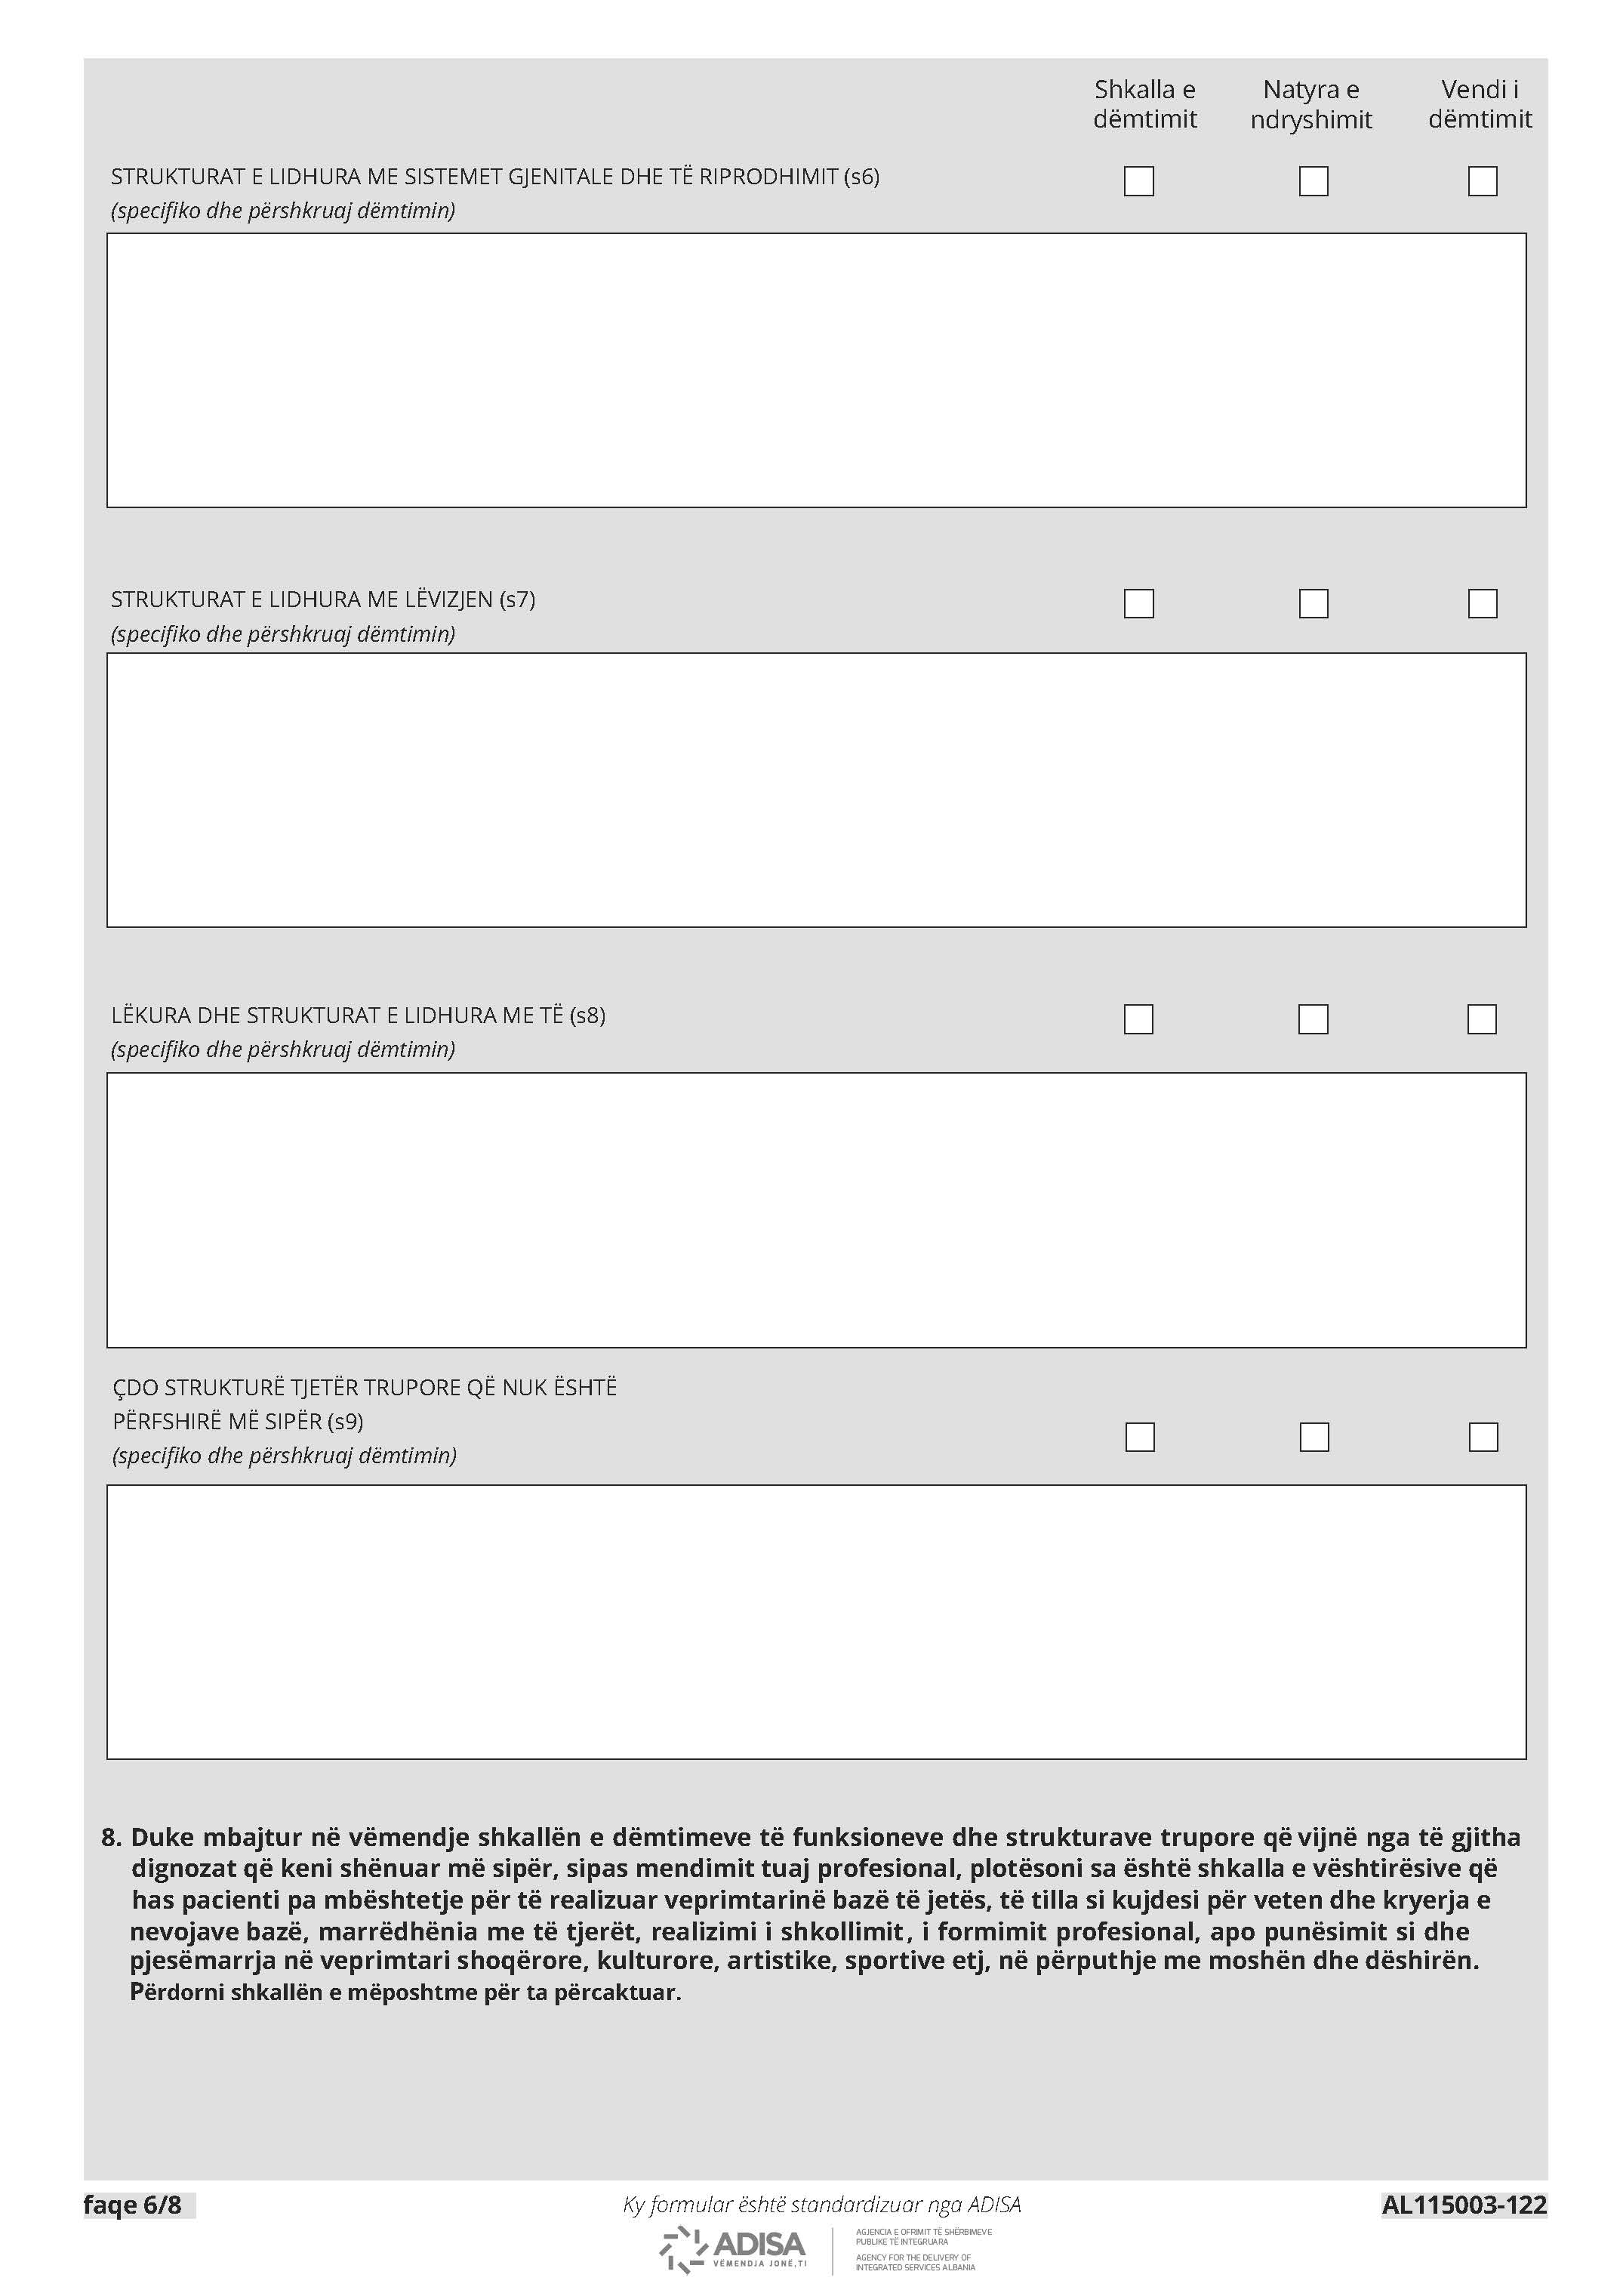 Shkalla e dëmtimit
Natyra e ndryshimit
Vendi i dëmtimit
STRUKTURAT E LIDHURA ME SISTEMET GJENITALE DHE TË RIPRODHIMIT (s6)
(specifiko dhe përshkruaj dëmtimin)
STRUKTURAT E LIDHURA ME LËVIZJEN (s7)
(specifiko dhe përshkruaj dëmtimin)
LËKURA DHE STRUKTURAT E LIDHURA ME TË (s8)
(specifiko dhe përshkruaj dëmtimin)
ÇDO STRUKTURË TJETËR TRUPORE QË NUK ËSHTË
PËRFSHIRË MË SIPËR (s9)
(specifiko dhe përshkruaj dëmtimin)
8. Duke mbajtur në vëmendje shkallën e dëmtimeve të funksioneve dhe strukturave trupore që vijnë nga të gjitha
dignozat që keni shënuar më sipër, sipas mendimit tuaj profesional, plotësoni sa është shkalla e vështirësive që
has pacienti pa mbështetje për të realizuar veprimtarinë bazë të jetës, të tilla si kujdesi për veten dhe kryerja e
nevojave bazë, marrëdhënia me të tjerët, realizimi i shkollimit, i formimit profesional, apo punësimit si dhe
pjesëmarrja në veprimtari shoqërore, kulturore, artistike, sportive etj, në përputhje me moshën dhe dëshirën.
Përdorni shkallën e mëposhtme për ta përcaktuar.
faqe 6/8
Ky formular është standardizuar nga ADISA
AL115003-122
ADISA
VËMENDJA JONË, TI
AGJENCIA E OFRIMIT TË SHËRBIMEVE
PUBLIKE TË INTEGRUARA
AGENCY FOR THE DELIVERY OF
INTEGRATED SERVICES ALBANIA